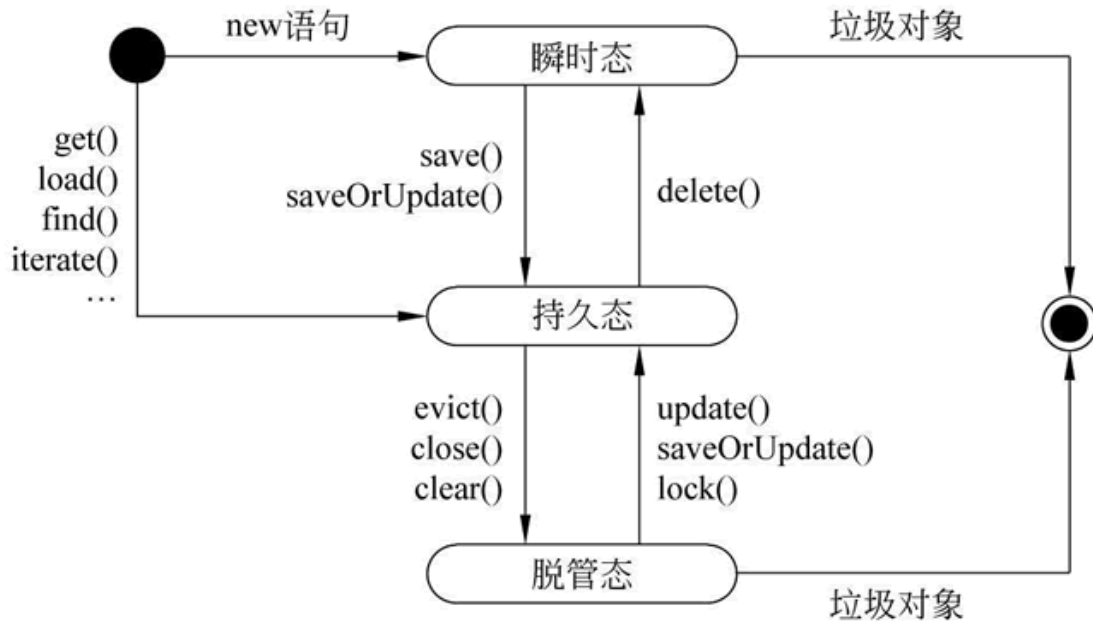 new语句
瞬时态
垃圾对象
get()
load()
find()
iterate()
…
save()
saveOrUpdate()
delete()
持久态
evict()
close()
clear()
update()
saveOrUpdate()
lock()
脱管态
垃圾对象